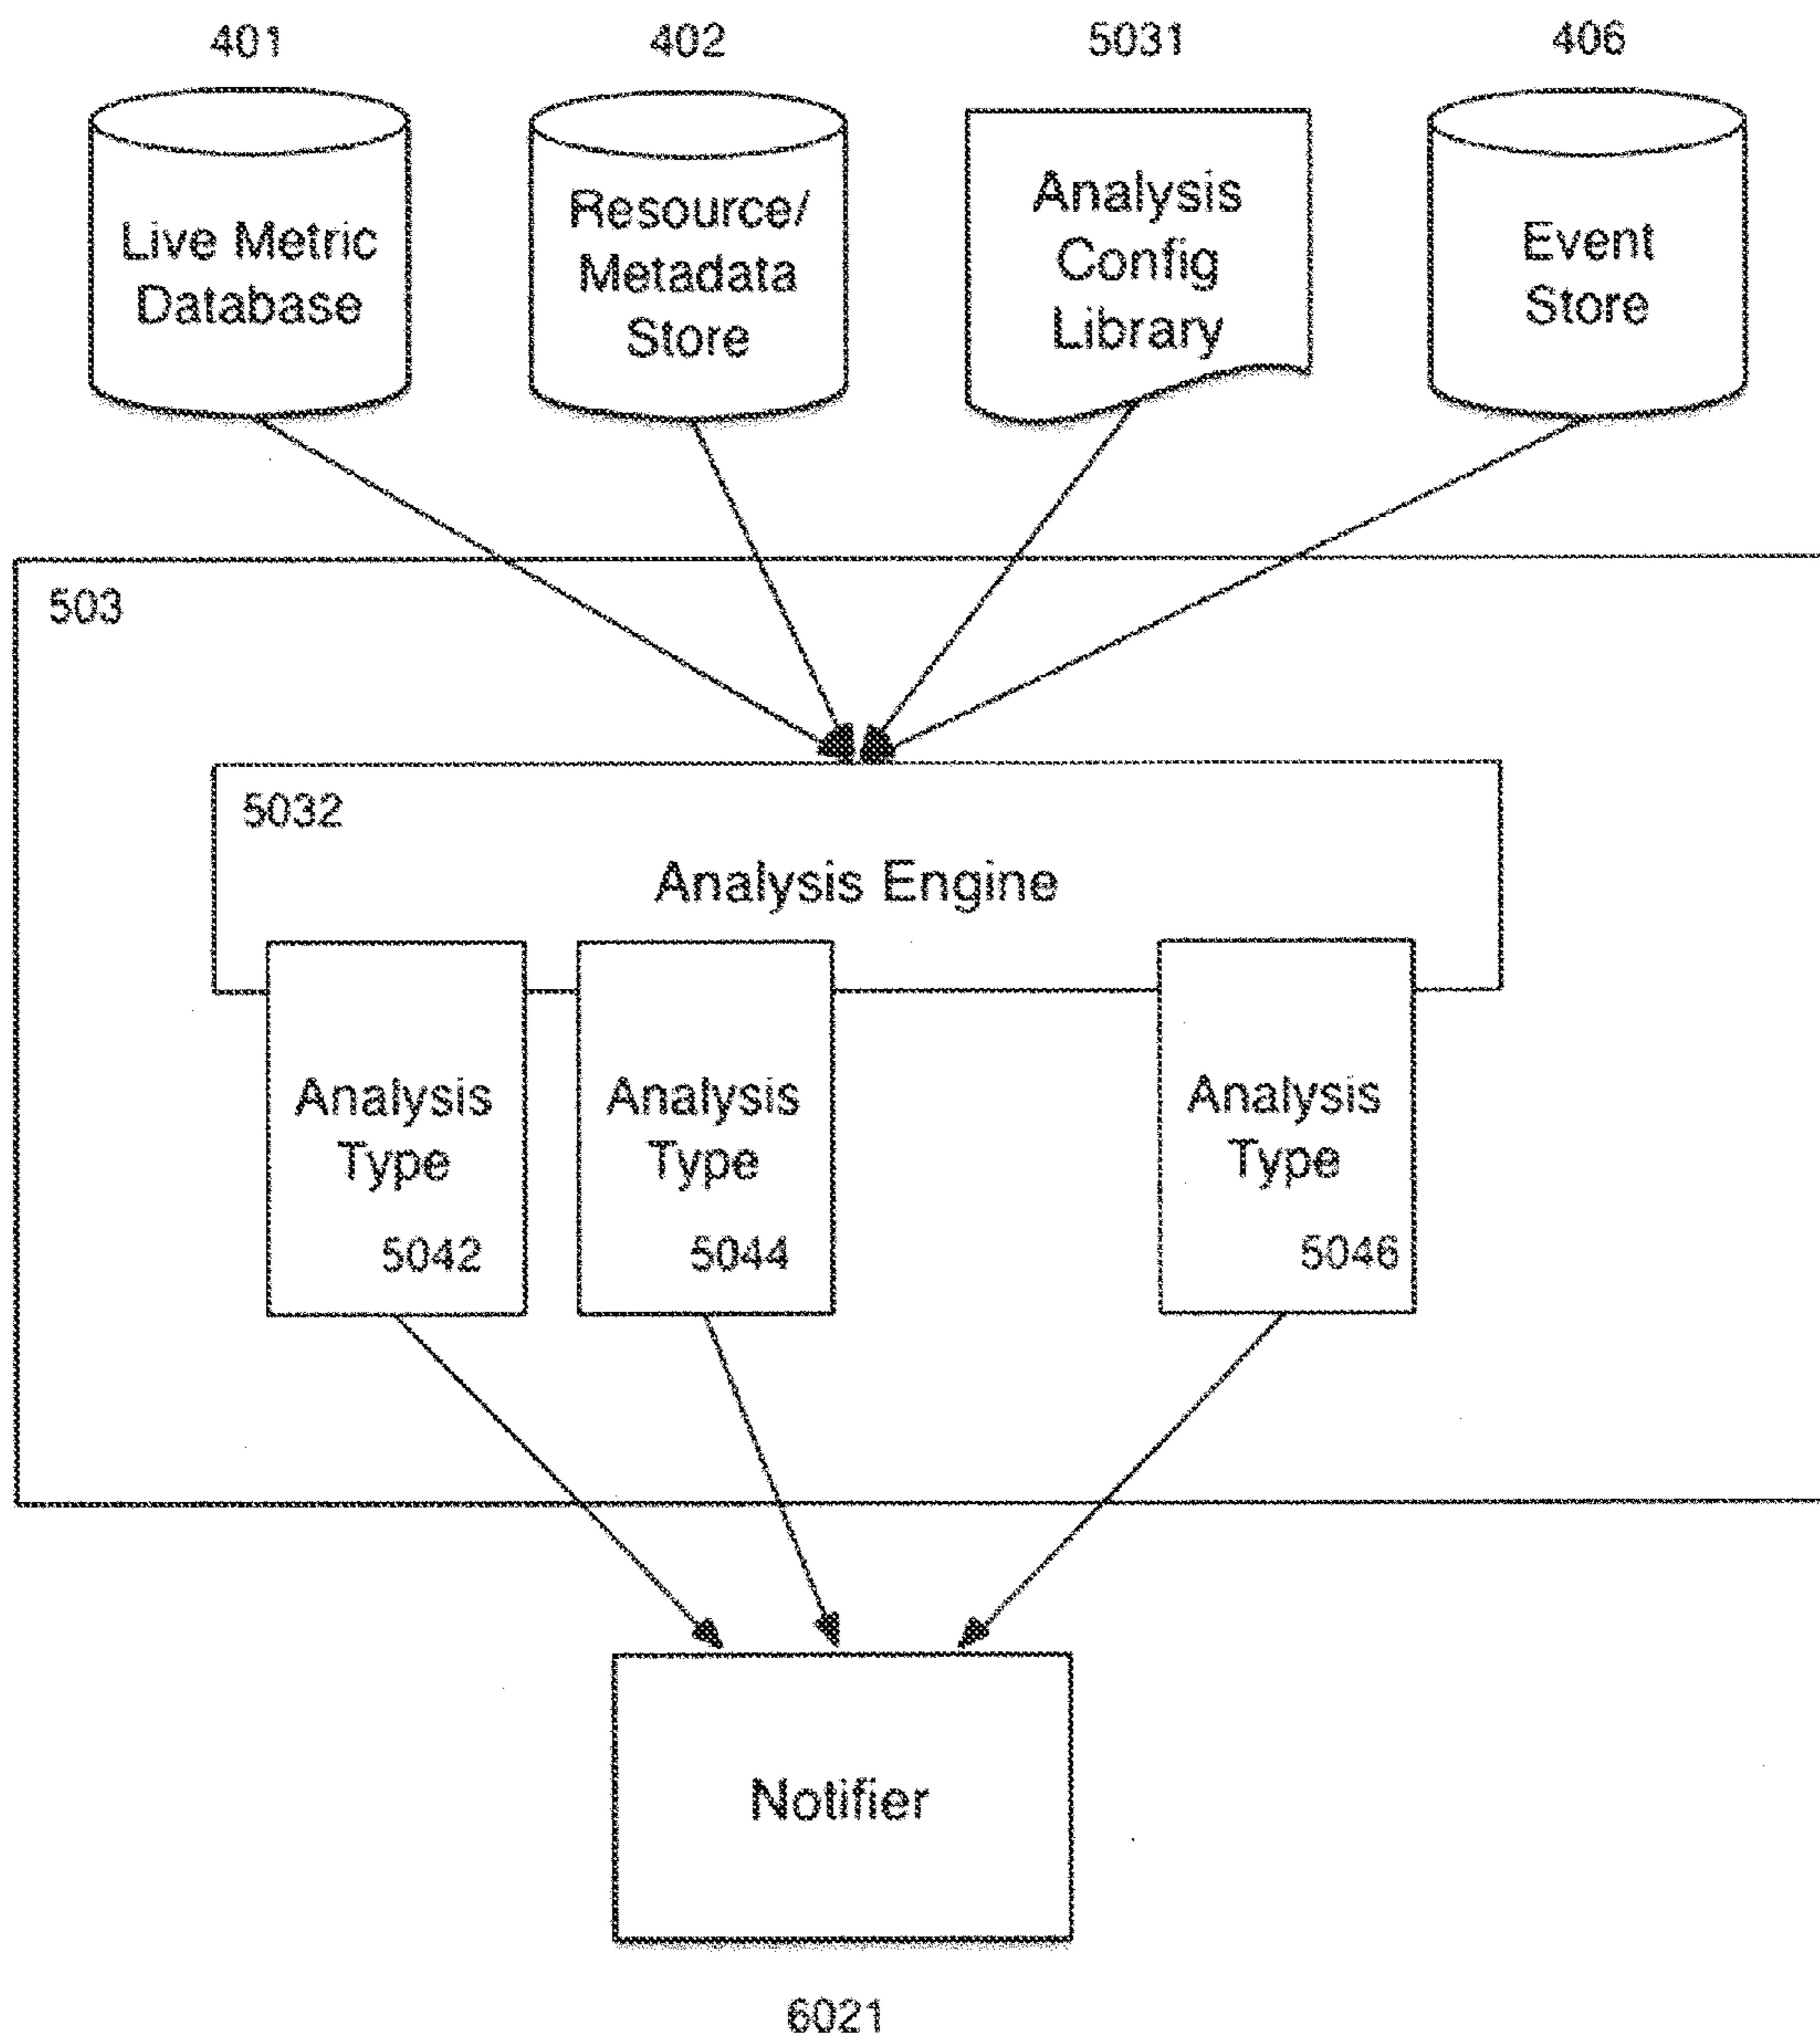 401
402
5031
406
Live Metric
Database
Resource/
Metadata
Store
Analysis
Config
Library
Event
Store
503
5032
Analysis Engine
Analysis
Type
5042
Analysis
Type
5044
Analysis
Type
5046
Notifier
6021